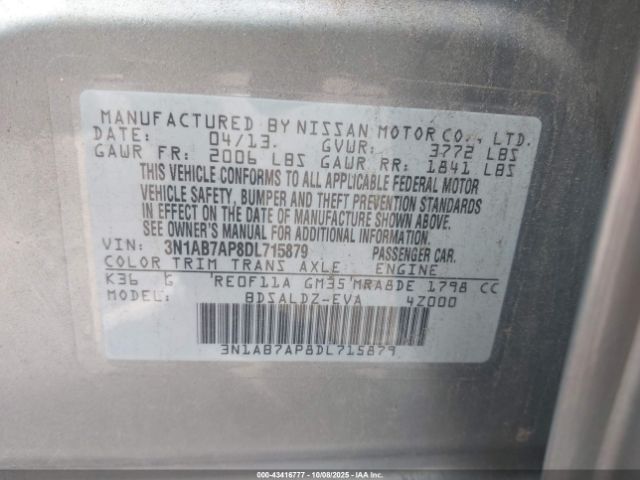 MANUFACTURED BY NISSAN MOTOR CO., LTD.
DATE: 04/13. GVWR: 3772 LBS
GAWR FR: 2006 LBS GAWR RR: 1841 LBS
THIS VEHICLE CONFORMS TO ALL APPLICABLE FEDERAL MOTOR
VEHICLE SAFETY, BUMPER, AND THEFT PREVENTION STANDARDS
IN EFFECT ON THE DATE OF MANUFACTURE SHOWN ABOVE.
SEE OWNER'S MANUAL FOR ADDITIONAL INFORMATION.
VIN: 3N1AB7AP8DL715879 PASSENGER CAR.
COLOR TRIM TRANS AXLE ENGINE
K36 G RE0F11A GM35 MRA8DE 1798 CC
MODEL: BDSALDZ-EVA 4Z000
3N1AB7AP8DL715879
000-43416777 10/08/2025 IAAI.COM